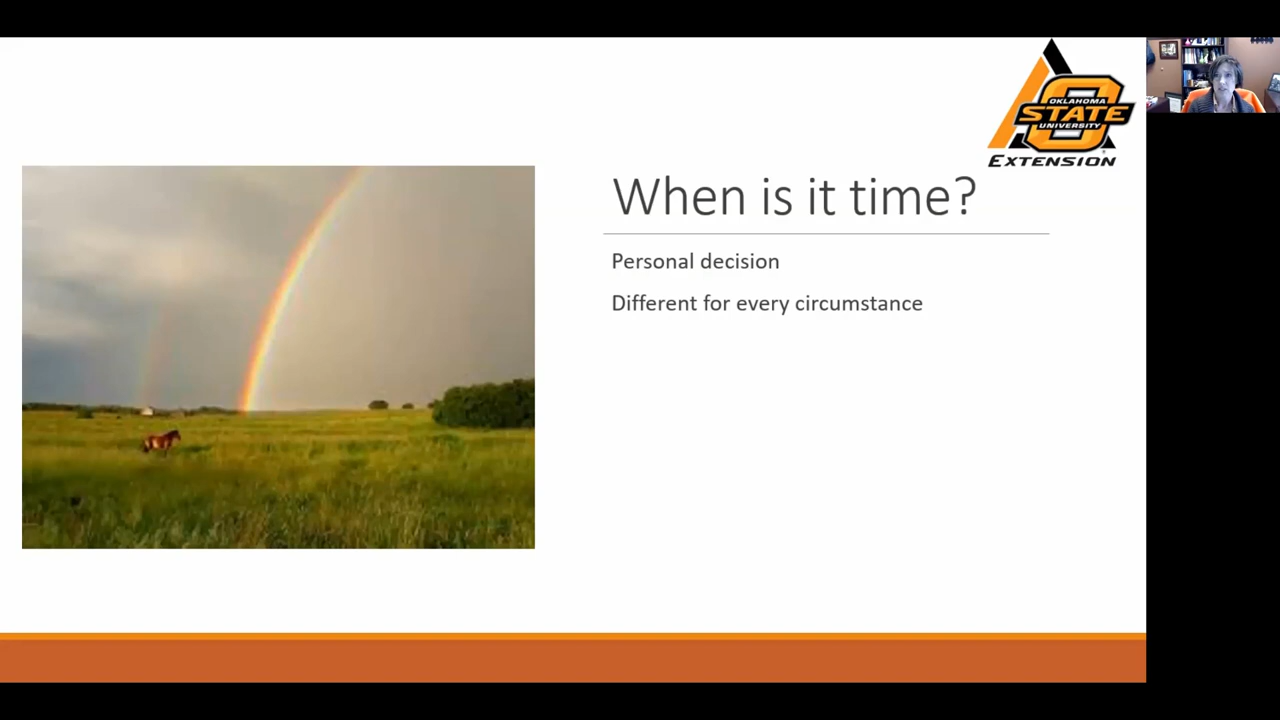 OKLAHOMA
STATE
UNIVERSITY
EXTENSION
When is it time?
Personal decision
Different for every circumstance